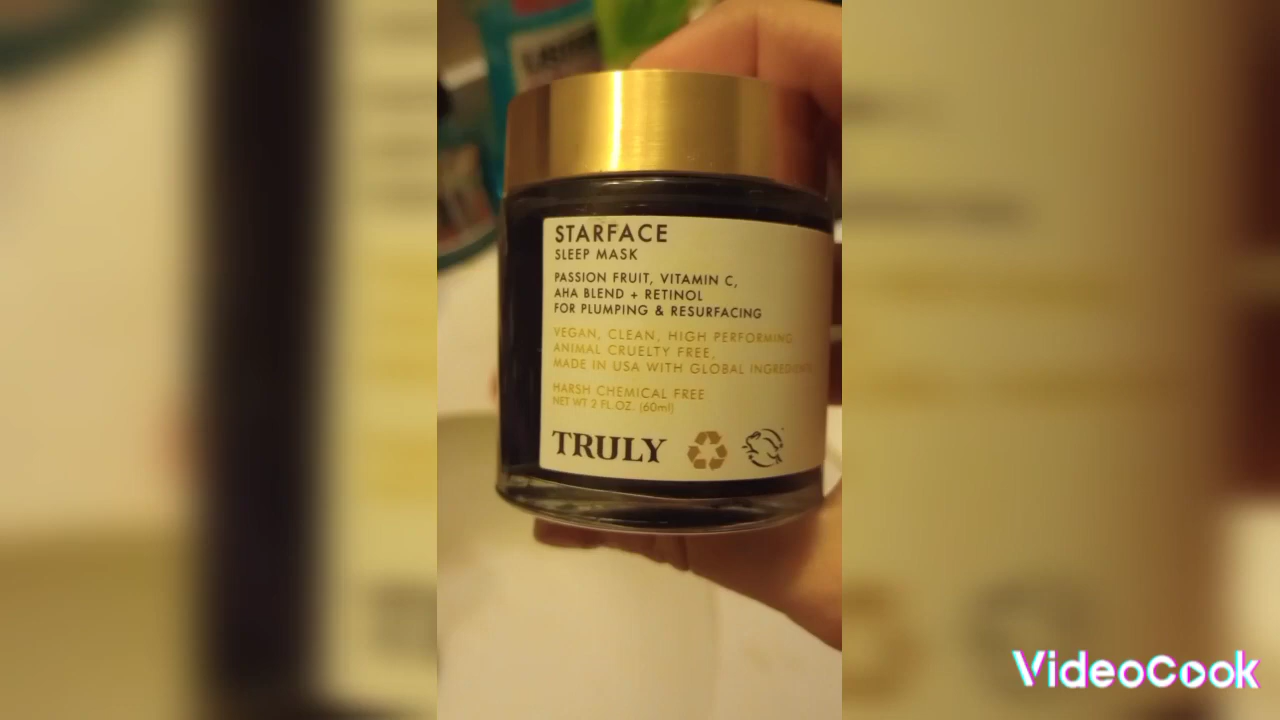 STARFACE
SLEEP MASK
PASSION FRUIT, VITAMIN C,
AHA BLEND + RETINOL
FOR PLUMPING & RESURFACING
VEGAN, CLEAN, HIGH PERFORMING
ANIMAL CRUELTY FREE,
MADE IN USA WITH GLOBAL
HARSH CHEMICAL FREE
NET WT 2 FL.OZ. (60ml)
TRULY
VideoCook